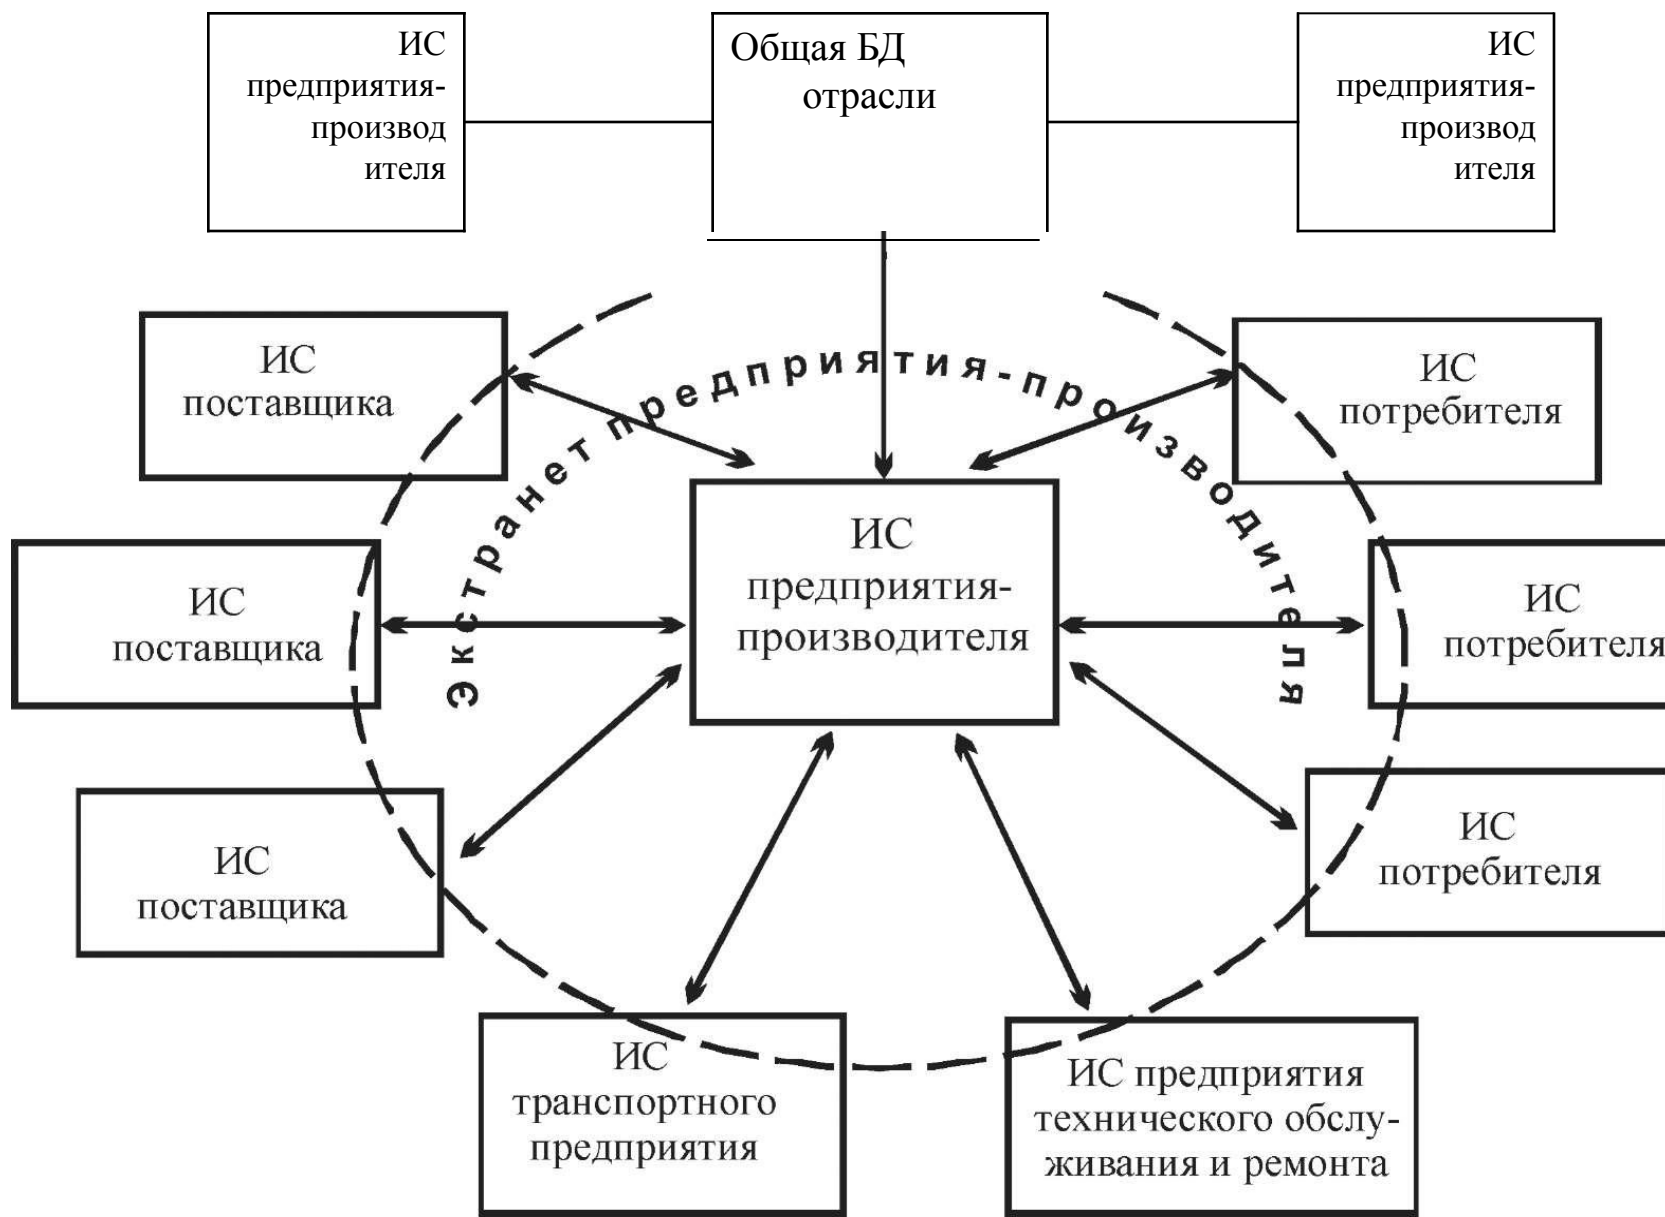 ИС
предприятия-
производ
ителя
Общая БД
отрасли
ИС
предприятия-
производ
ителя
Экстранет предприятия-производителя
ИС
поставщика
ИС
потребителя
ИС
предприятия-
производителя
ИС
поставщика
ИС
потребителя
ИС
поставщика
ИС
потребителя
ИС
транспортного
предприятия
ИС предприятия
технического обслу-
живания и ремонта